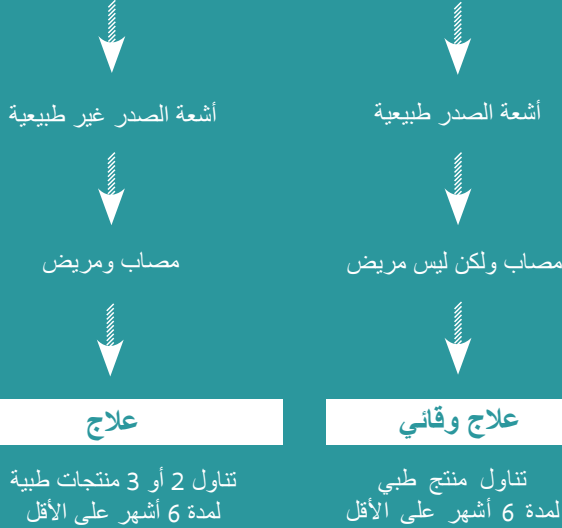 أشعة الصدر طبيعية
أشعة الصدر غير طبيعية
مصاب ولكن ليس مريض
مصاب ومريض
علاج وقائي
علاج
تناول منتج طبي
لمدة 6 أشهر على الأقل
تناول 2 أو 3 منتجات طبية
لمدة 6 أشهر على الأقل